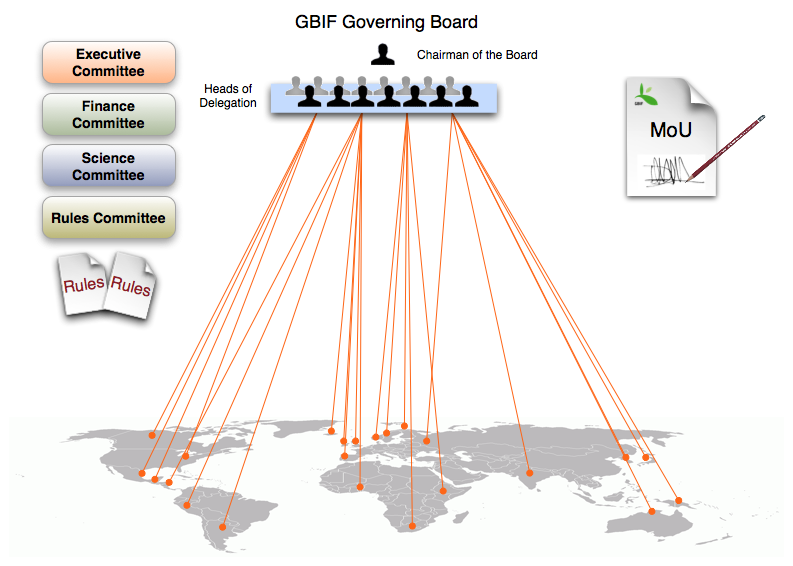 GBIF Governing Board
Chairman of the Board
Heads of
Delegation
Executive
Committee
Finance
Committee
Science
Committee
Rules Committee
Rules
Rules
GBIF
MoU